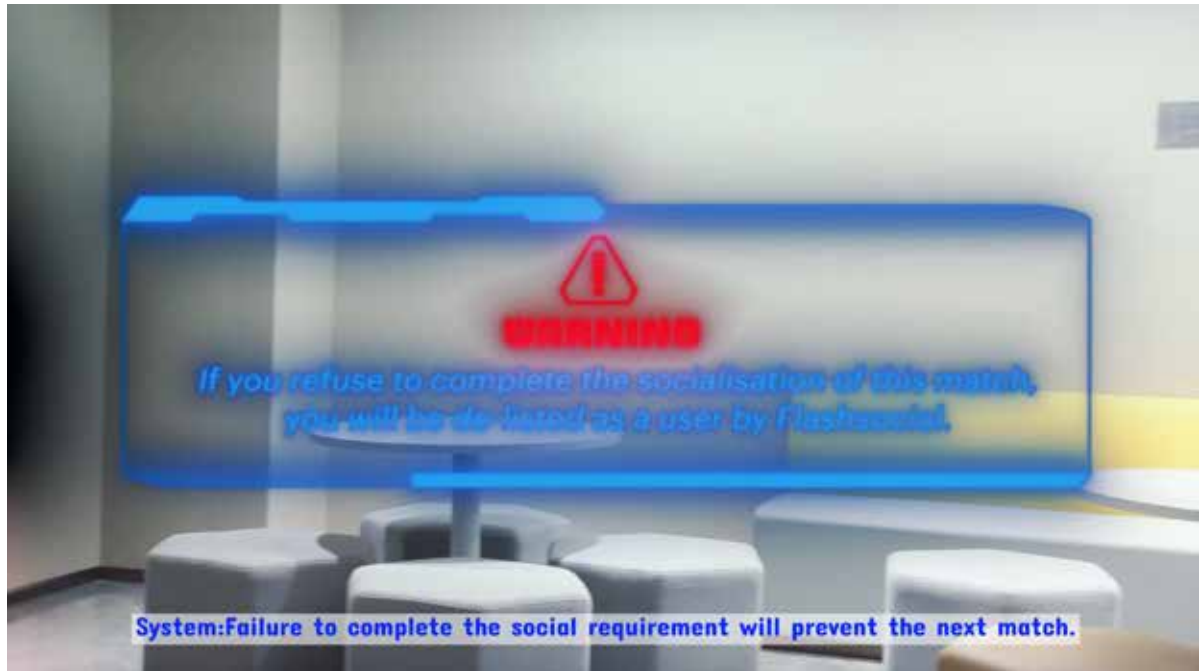 WARNING
If you refuse to complete the socialisation of this match,
you will be de-listed as a user by Flashsocial.
System:Failure to complete the social requirement will prevent the next match.